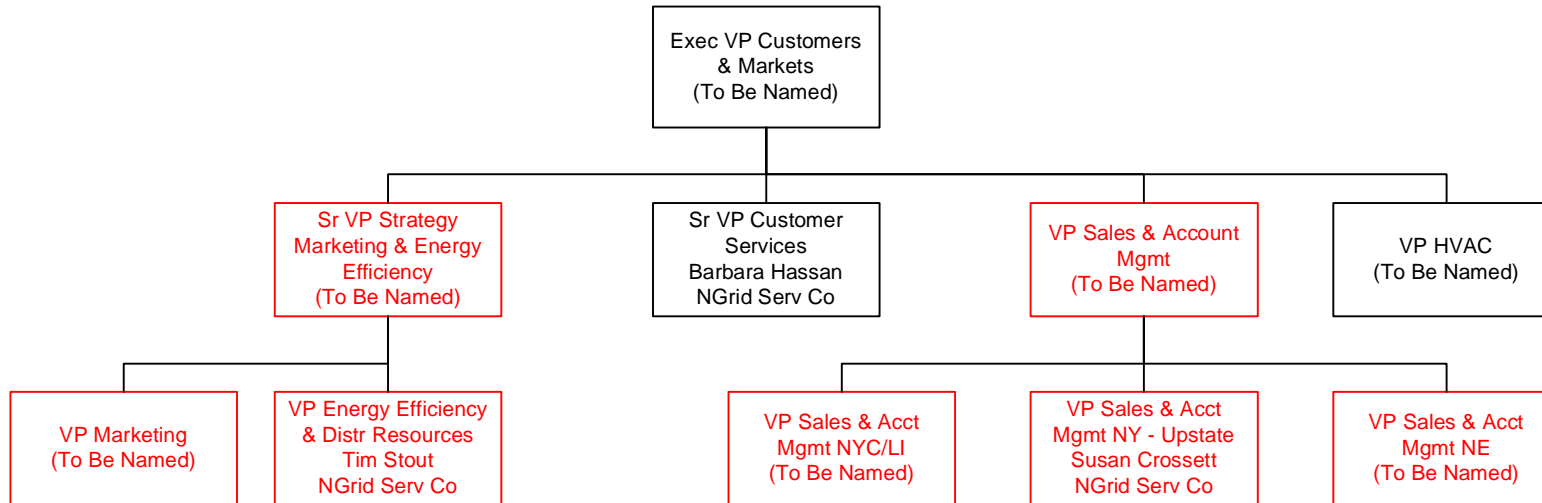 Exec VP Customers
& Markets
(To Be Named)
Sr VP Strategy
Marketing & Energy
Efficiency
(To Be Named)
Sr VP Customer
Services
Barbara Hassan
NGrid Serv Co
VP Sales & Account
Mgmt
(To Be Named)
VP HVAC
(To Be Named)
VP Marketing
(To Be Named)
VP Energy Efficiency
& Distr Resources
Tim Stout
NGrid Serv Co
VP Sales & Acct
Mgmt NYC/LI
(To Be Named)
VP Sales & Acct
Mgmt NY - Upstate
Susan Crossett
NGrid Serv Co
VP Sales & Acct
Mgmt NE
(To Be Named)